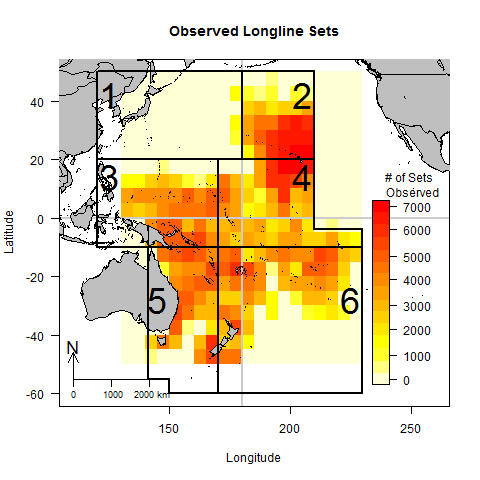 Observed Longline Sets
1
2
3
4
5
6
# of Sets
Observed
7000
6000
5000
4000
3000
2000
1000
0
40
20
0
-20
-40
-60
Latitude
N
0 1000 2000 km
150 200 250
Longitude